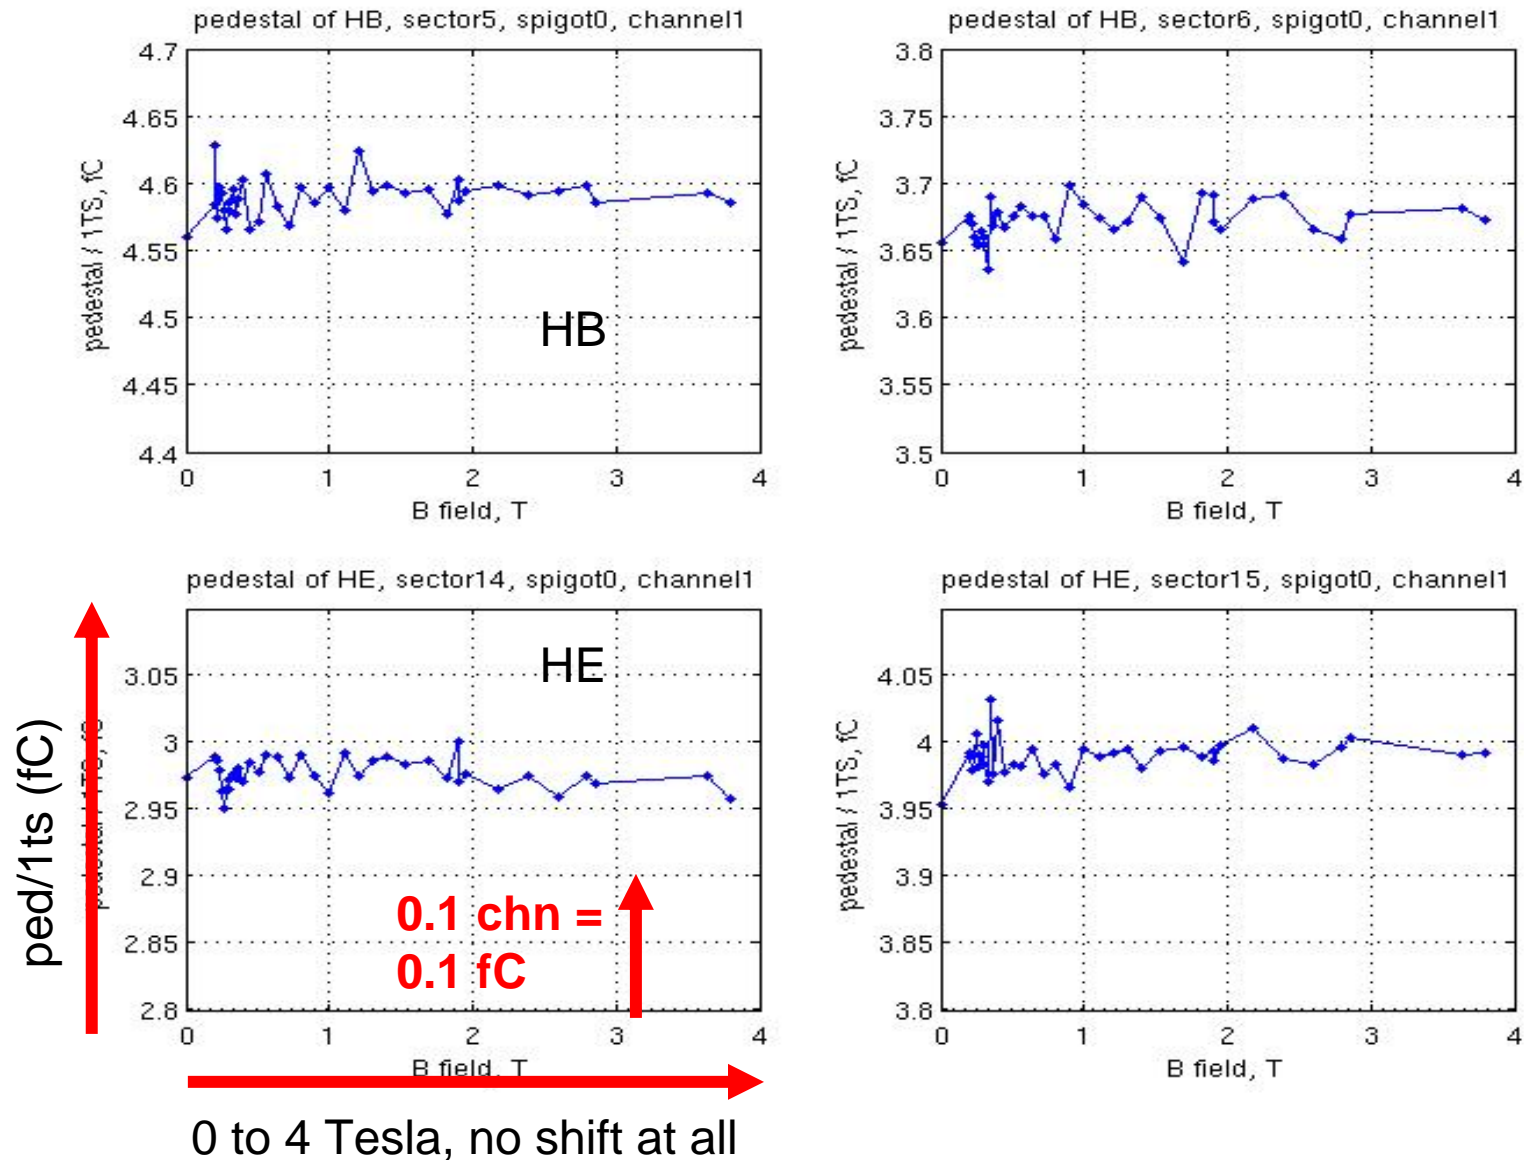 pedestal of HB, sector5, spigot0, channel1
4.7
4.65
4.6
4.55
4.5
4.45
4.4
pedestal / 1TS, fC
HB
0 1 2 3 4
B field, T
pedestal of HB, sector6, spigot0, channel1
3.8
3.75
3.7
3.65
3.6
3.55
3.5
pedestal / 1TS, fC
0 1 2 3 4
B field, T
pedestal of HE, sector14, spigot0, channel1
3.05
3
2.95
2.9
2.85
2.8
ped/1ts (fC)
pedestal / 1TS, fC
HE
0.1 chn =
0.1 fC
0 1 2 3 4
B field, T
0 to 4 Tesla, no shift at all
pedestal of HE, sector15, spigot0, channel1
4.05
4
3.95
3.9
3.85
3.8
pedestal / 1TS, fC
0 1 2 3 4
B field, T